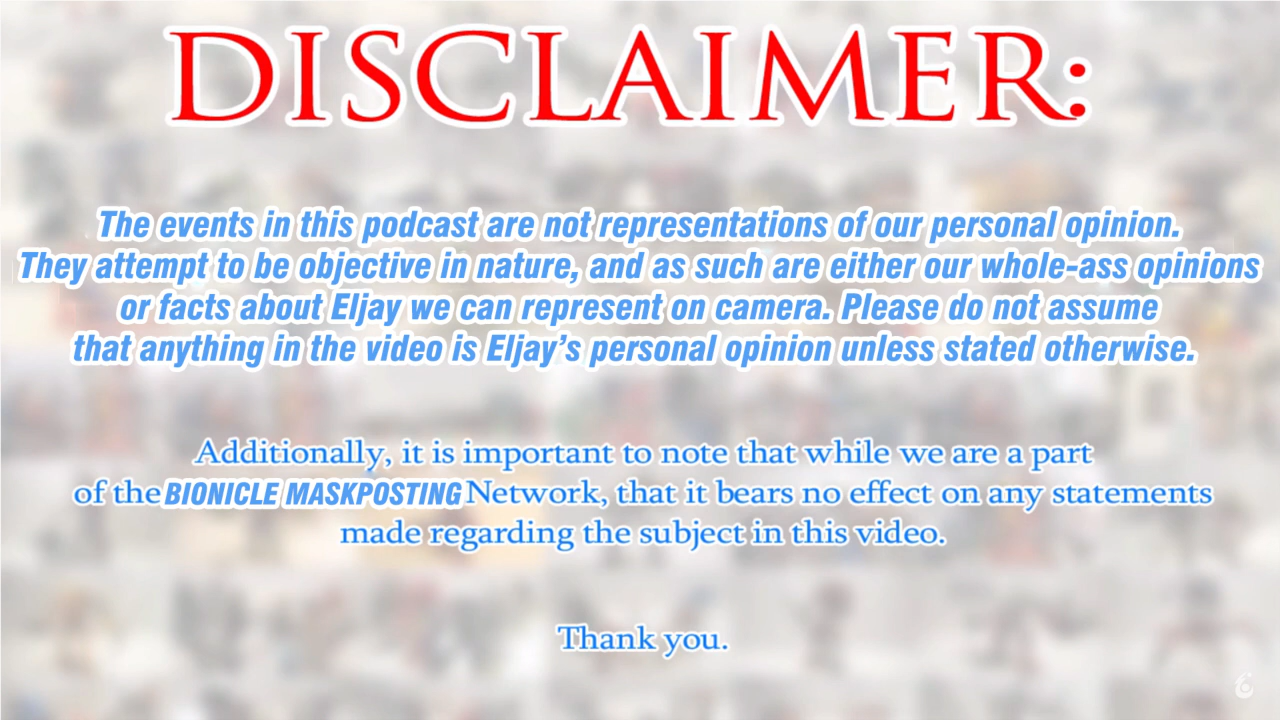 DISCLAIMER:
The events in this podcast are not representations of our personal opinion.
They attempt to be objective in nature, and as such are either our whole-ass opinions
or facts about Eljay we can represent on camera. Please do not assume
that anything in the video is Eljay’s personal opinion unless stated otherwise.
Additionally, it is important to note that while we are a part
of the BIONICLE MASKPOSTING Network, that it bears no effect on any statements
made regarding the subject in this video.
Thank you.